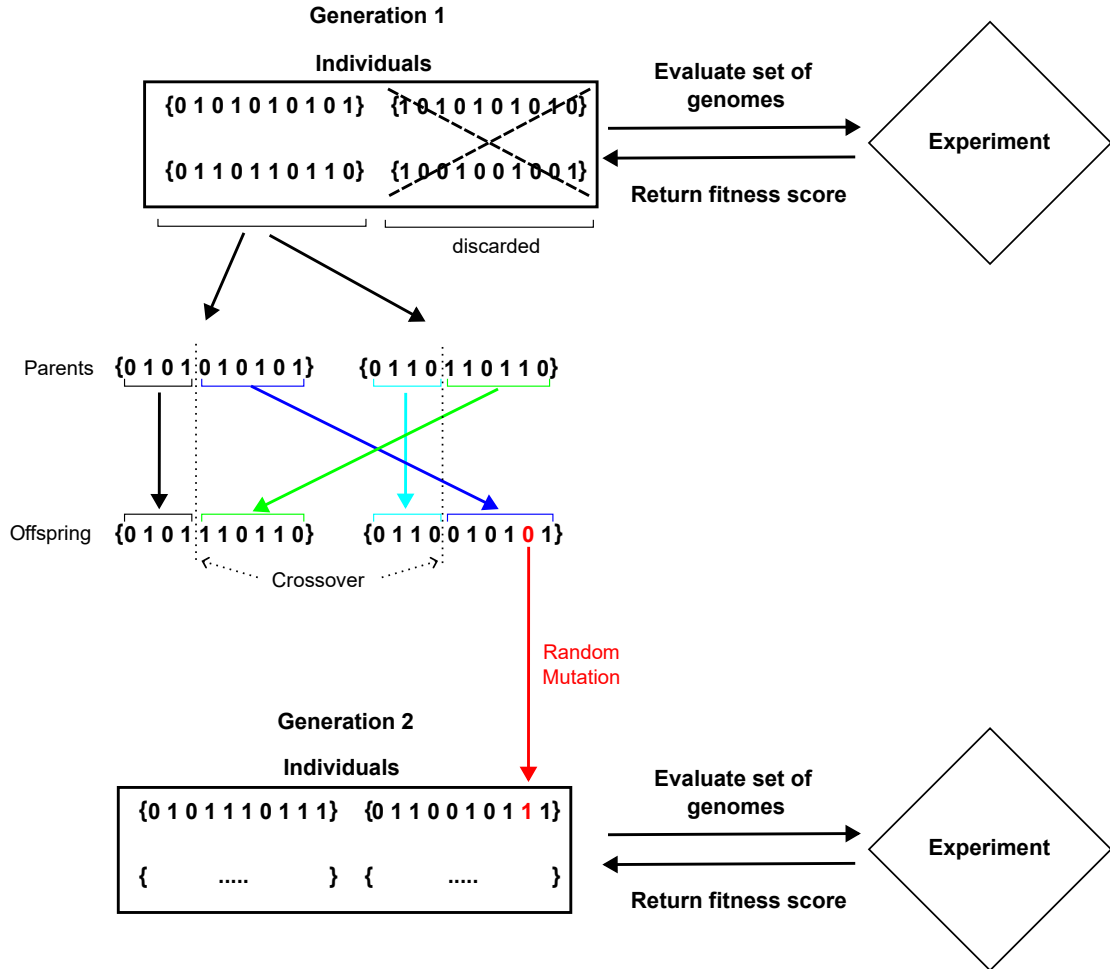 Generation 1
Individuals
{0 1 0 1 0 1 0 1 0 1} {1 0 1 0 1 0 1 0 1 0}
{0 1 1 0 1 1 0 1 1 0} {1 0 0 1 0 0 1 0 0 1}
discarded
Evaluate set of
genomes
Return fitness score
Experiment
Parents {0 1 0 1 0 1 0 1 0 1} {0 1 1 0 1 1 0 1 1 0}
Offspring {0 1 0 1 1 1 0 1 1 0} {0 1 1 0 0 1 0 1 0 1}
Crossover
Random
Mutation
Generation 2
Individuals
{0 1 0 1 1 1 0 1 1 1} {0 1 1 0 0 1 0 1 1 1}
{ ..... } { ..... }
Evaluate set of
genomes
Return fitness score
Experiment